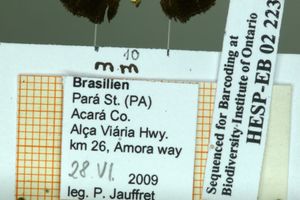 10
mm
Brasilien
Pará St. (PA)
Acará Co.
Alça Viária Hwy.
km 26, Amora way
28.VI. 2009
leg. P. Jauffret
Sequenced for Barcoding at
Biodiversity Institute of Ontario
HESP-EB 02 223